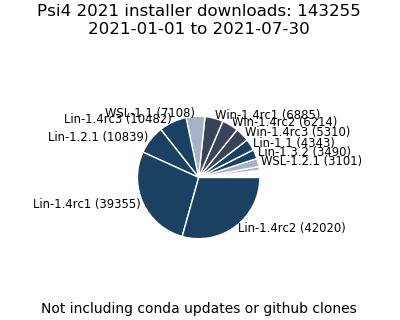 Psi4 2021 installer downloads: 143255
2021-01-01 to 2021-07-30
WSL-1.1 (7108)
Win-1.4rc1 (6885)
Lin-1.4rc3 (10482)
Win-1.4rc2 (6214)
Win-1.4rc3 (5310)
Lin-1.2.1 (10839)
Lin-1.1 (4343)
Lin-1.3.2 (3490)
WSL-1.2.1 (3101)
Lin-1.4rc1 (39355)
Lin-1.4rc2 (42020)
Not including conda updates or github clones